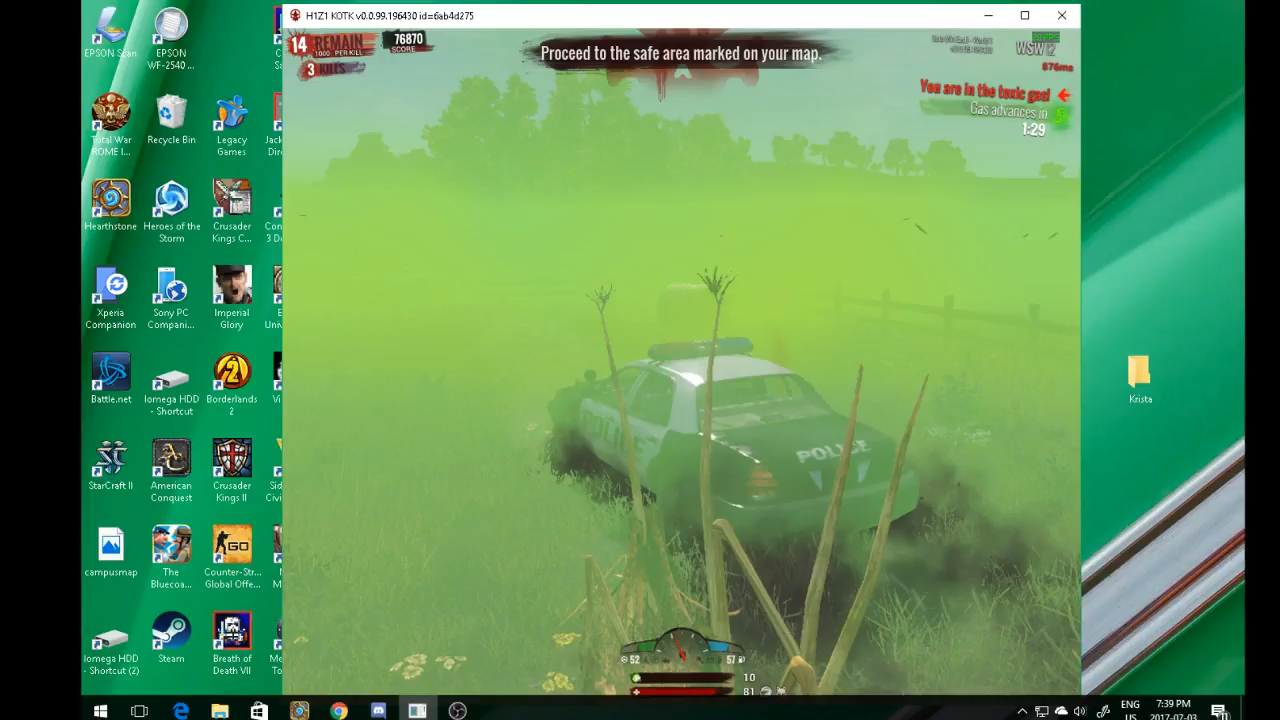 H1Z1 KOTK v0.0.99.196430 id=6ab4d275
14 REMAIN
1000 PER KILL
76870
SCORE
3 KILLS
Proceed to the safe area marked on your map.
876ms
You are in the toxic gas!
Gas advances in
1:29
POLICE
52
57
10
81
EPSON Scan
EPSON
WF-2540 ...
Total War
ROME I...
Recycle Bin
Legacy
Games
Hearthstone
Heroes of the
Storm
Crusader
Kings C...
Xperia
Companion
Sony PC
Compani...
Imperial
Glory
Battle.net
Iomega HDD
- Shortcut
Borderlands
2
StarCraft II
American
Conquest
Crusader
Kings II
campusmap
The
Bluecoa...
Counter-Str...
Global Offe...
Iomega HDD
- Shortcut (2)
Steam
Breath of
Death VII
Krista
ENG
CMS
7:39 PM
2017-07-03